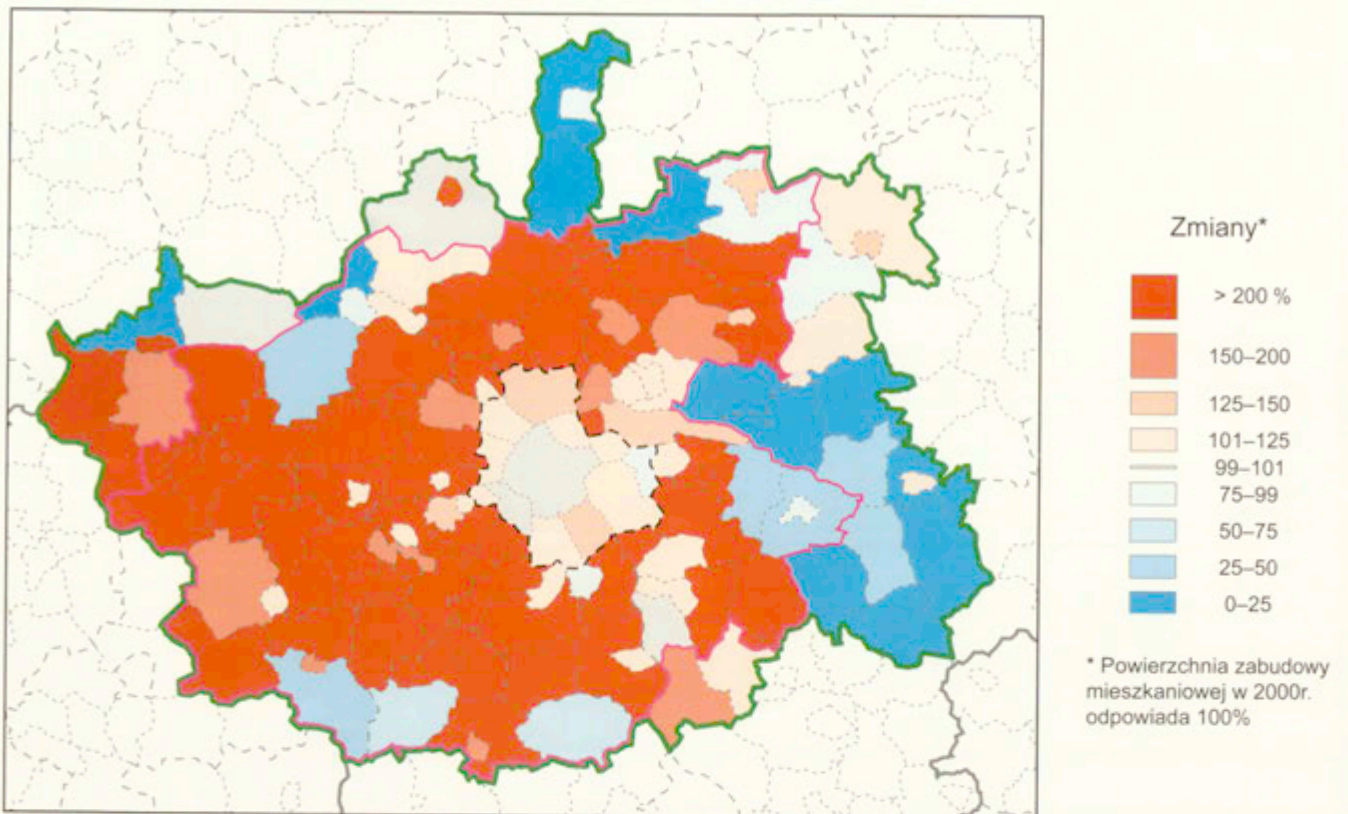 Zmiany*
> 200 %
150–200
125–150
101–125
99–101
75–99
50–75
25–50
0–25
* Powierzchnia zabudowy
mieszkaniowej w 2000r.
odpowiada 100%